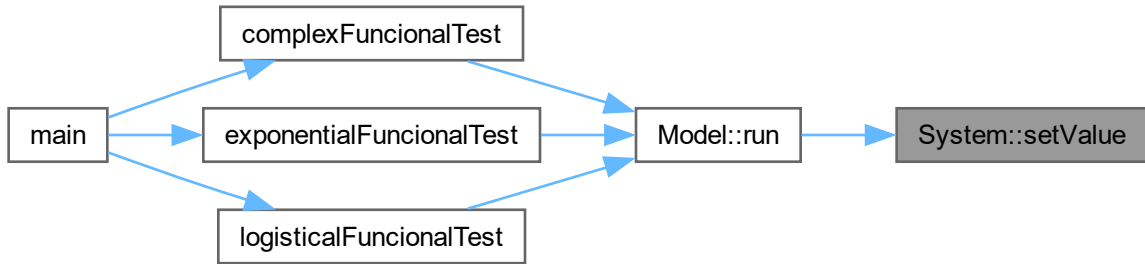 complexFuncionalTest
main
exponentialFuncionalTest
Model::run
System::setValue
logisticalFuncionalTest